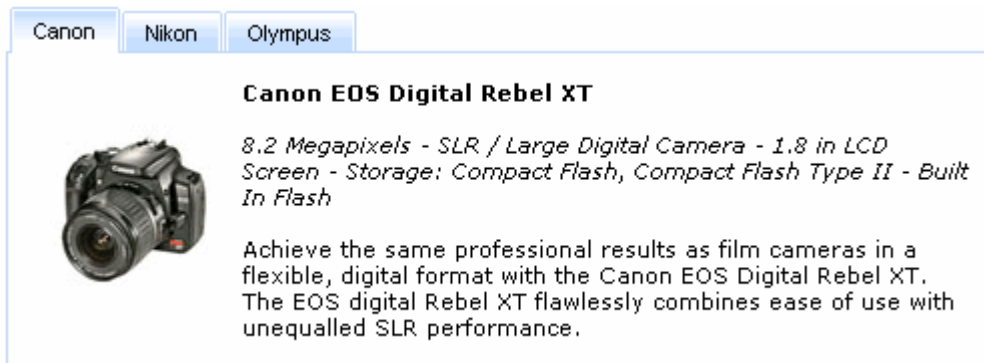 Canon Nikon Olympus
Canon EOS Digital Rebel XT
8.2 Megapixels - SLR / Large Digital Camera - 1.8 in LCD
Screen - Storage: Compact Flash, Compact Flash Type II - Built
In Flash
Achieve the same professional results as film cameras in a
flexible, digital format with the Canon EOS Digital Rebel XT.
The EOS digital Rebel XT flawlessly combines ease of use with
unequalled SLR performance.